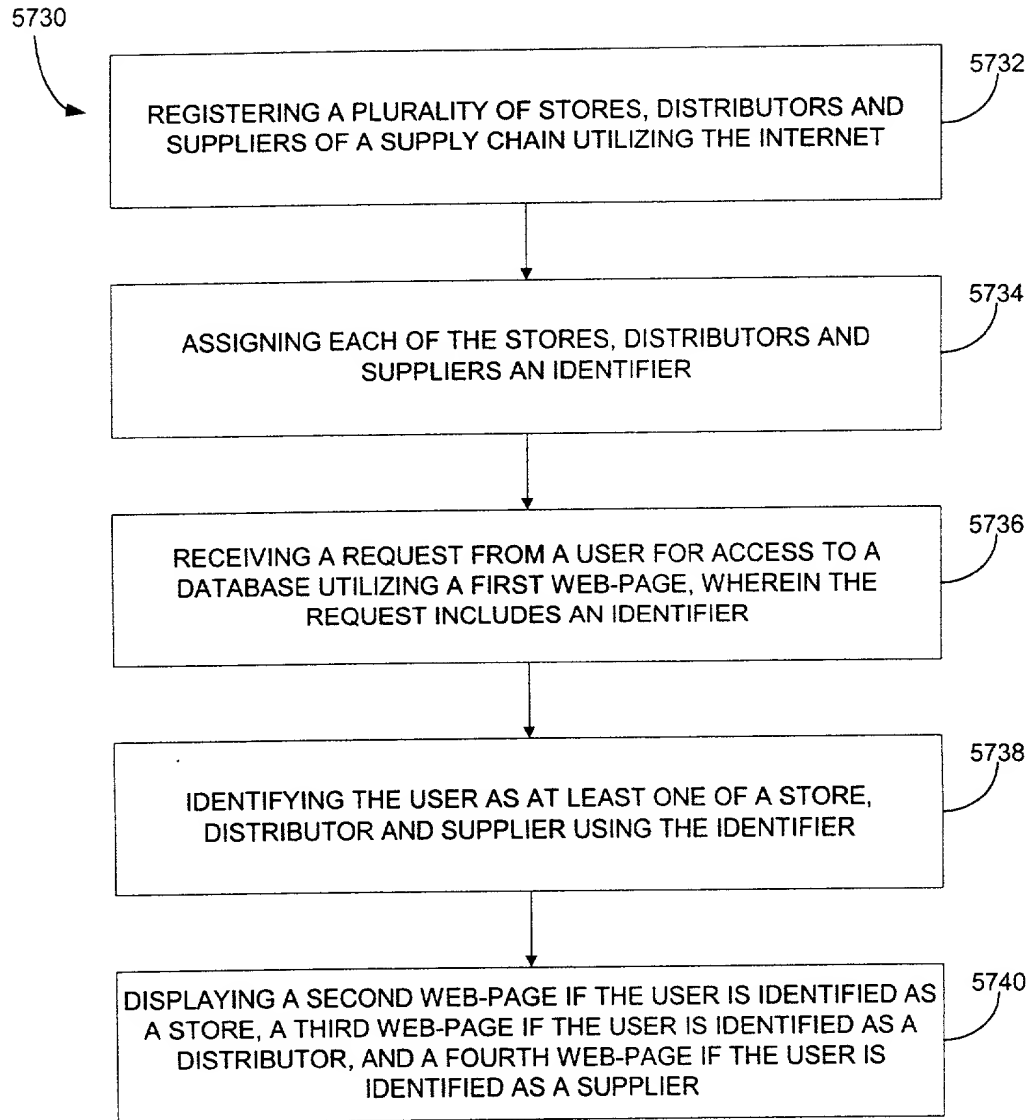 5730
5732
REGISTERING A PLURALITY OF STORES, DISTRIBUTORS AND
SUPPLIERS OF A SUPPLY CHAIN UTILIZING THE INTERNET
5734
ASSIGNING EACH OF THE STORES, DISTRIBUTORS AND
SUPPLIERS AN IDENTIFIER
5736
RECEIVING A REQUEST FROM A USER FOR ACCESS TO A
DATABASE UTILIZING A FIRST WEB-PAGE, WHEREIN THE
REQUEST INCLUDES AN IDENTIFIER
5738
IDENTIFYING THE USER AS AT LEAST ONE OF A STORE,
DISTRIBUTOR AND SUPPLIER USING THE IDENTIFIER
5740
DISPLAYING A SECOND WEB-PAGE IF THE USER IS IDENTIFIED AS
A STORE, A THIRD WEB-PAGE IF THE USER IS IDENTIFIED AS A
DISTRIBUTOR, AND A FOURTH WEB-PAGE IF THE USER IS
IDENTIFIED AS A SUPPLIER